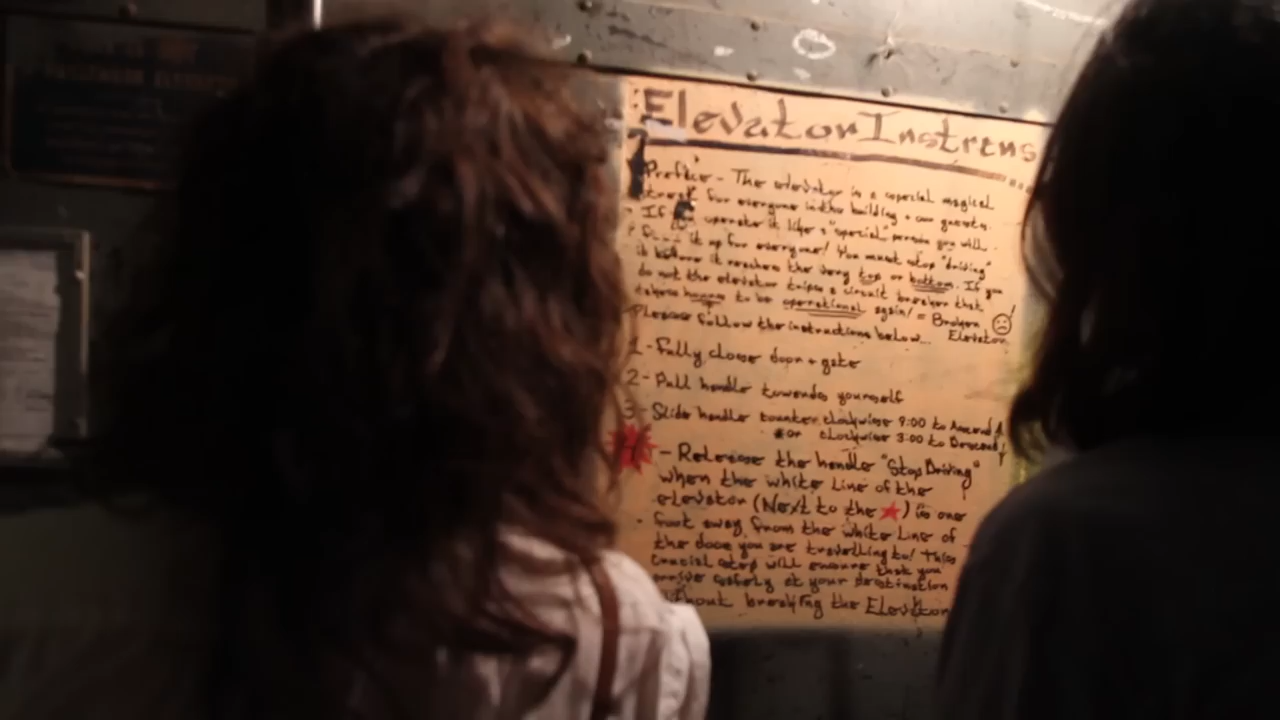 Elevator Instrcns
Preface - The elevator is a special magical
for everyone in the building + our guests.
If operate it like a "special" person you will
it up for everyone! You must stop "driving"
it before it reaches the very top or bottom. If you
do not the elevator trips a circuit breaker that
takes hours to be operational again! = Broken
Please follow the instructions below... Elevator
1 - Fully close door + gate
2 - Pull handle towards yourself
3 - Slide handle counter clockwise 9:00 to Ascend
*or clockwise 3:00 to Descend
- Release the handle "Stop Driving"
when the white Line of the
elevator (Next to the ★) is one
foot away from the white Line of
the door you are travelling to! This
crucial step will ensure that you
arrive safely at your destination
without breaking the Elevator